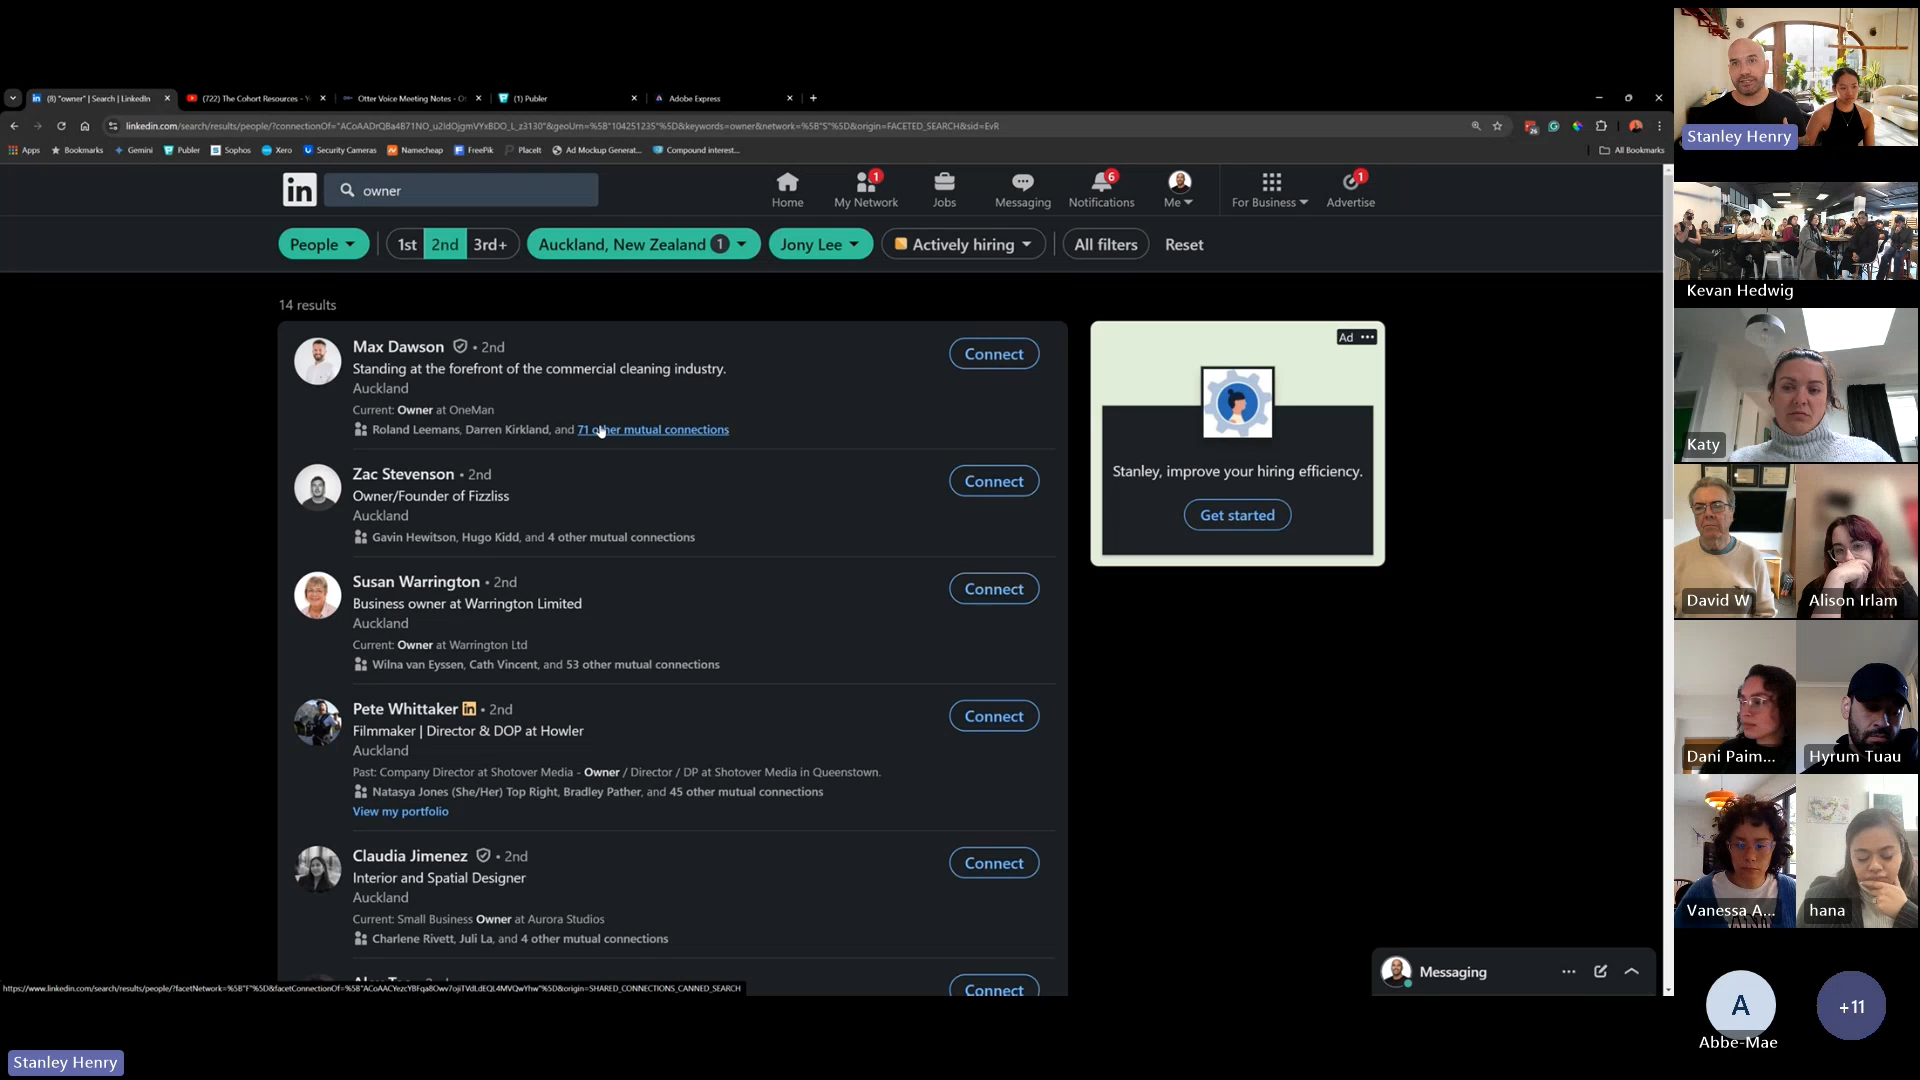 (8) "owner" | Search | LinkedIn
(722) The Cohort Resources - Y
Otter Voice Meeting Notes - Ot
(1) Publer
Adobe Express
Apps
Bookmarks
Gemini
Publer
Sophos
Xero
Security Cameras
Namecheap
FreePik
PlaceIt
Ad Mockup Generat...
Compound interest...
All Bookmarks
owner
Home
My Network
1
Jobs
Messaging
Notifications
6
Me
For Business
Advertise
1
People
1st
2nd
3rd+
Auckland, New Zealand 1
Jony Lee
Actively hiring
All filters
Reset
14 results
Max Dawson • 2nd
Connect
Standing at the forefront of the commercial cleaning industry.
Auckland
Current: Owner at OneMan
Roland Leemans, Darren Kirkland, and 71 other mutual connections
Zac Stevenson • 2nd
Connect
Owner/Founder of Fizzliss
Auckland
Gavin Hewitson, Hugo Kidd, and 4 other mutual connections
Susan Warrington • 2nd
Connect
Business owner at Warrington Limited
Auckland
Current: Owner at Warrington Ltd
Wilna van Eyssen, Cath Vincent, and 53 other mutual connections
Pete Whittaker in • 2nd
Connect
Filmmaker | Director & DOP at Howler
Auckland
Past: Company Director at Shotover Media - Owner / Director / DP at Shotover Media in Queenstown.
Natasya Jones (She/Her) Top Right, Bradley Pather, and 45 other mutual connections
View my portfolio
Claudia Jimenez • 2nd
Connect
Interior and Spatial Designer
Auckland
Current: Small Business Owner at Aurora Studios
Charlene Rivett, Juli La, and 4 other mutual connections
Connect
Ad
Stanley, improve your hiring efficiency.
Get started
Messaging
Stanley Henry
Kevan Hedwig
Katy
David W
Alison Irlam
Dani Paim...
Hyrum Tuau
Vanessa A...
hana
A
Abbe-Mae
+11
Stanley Henry